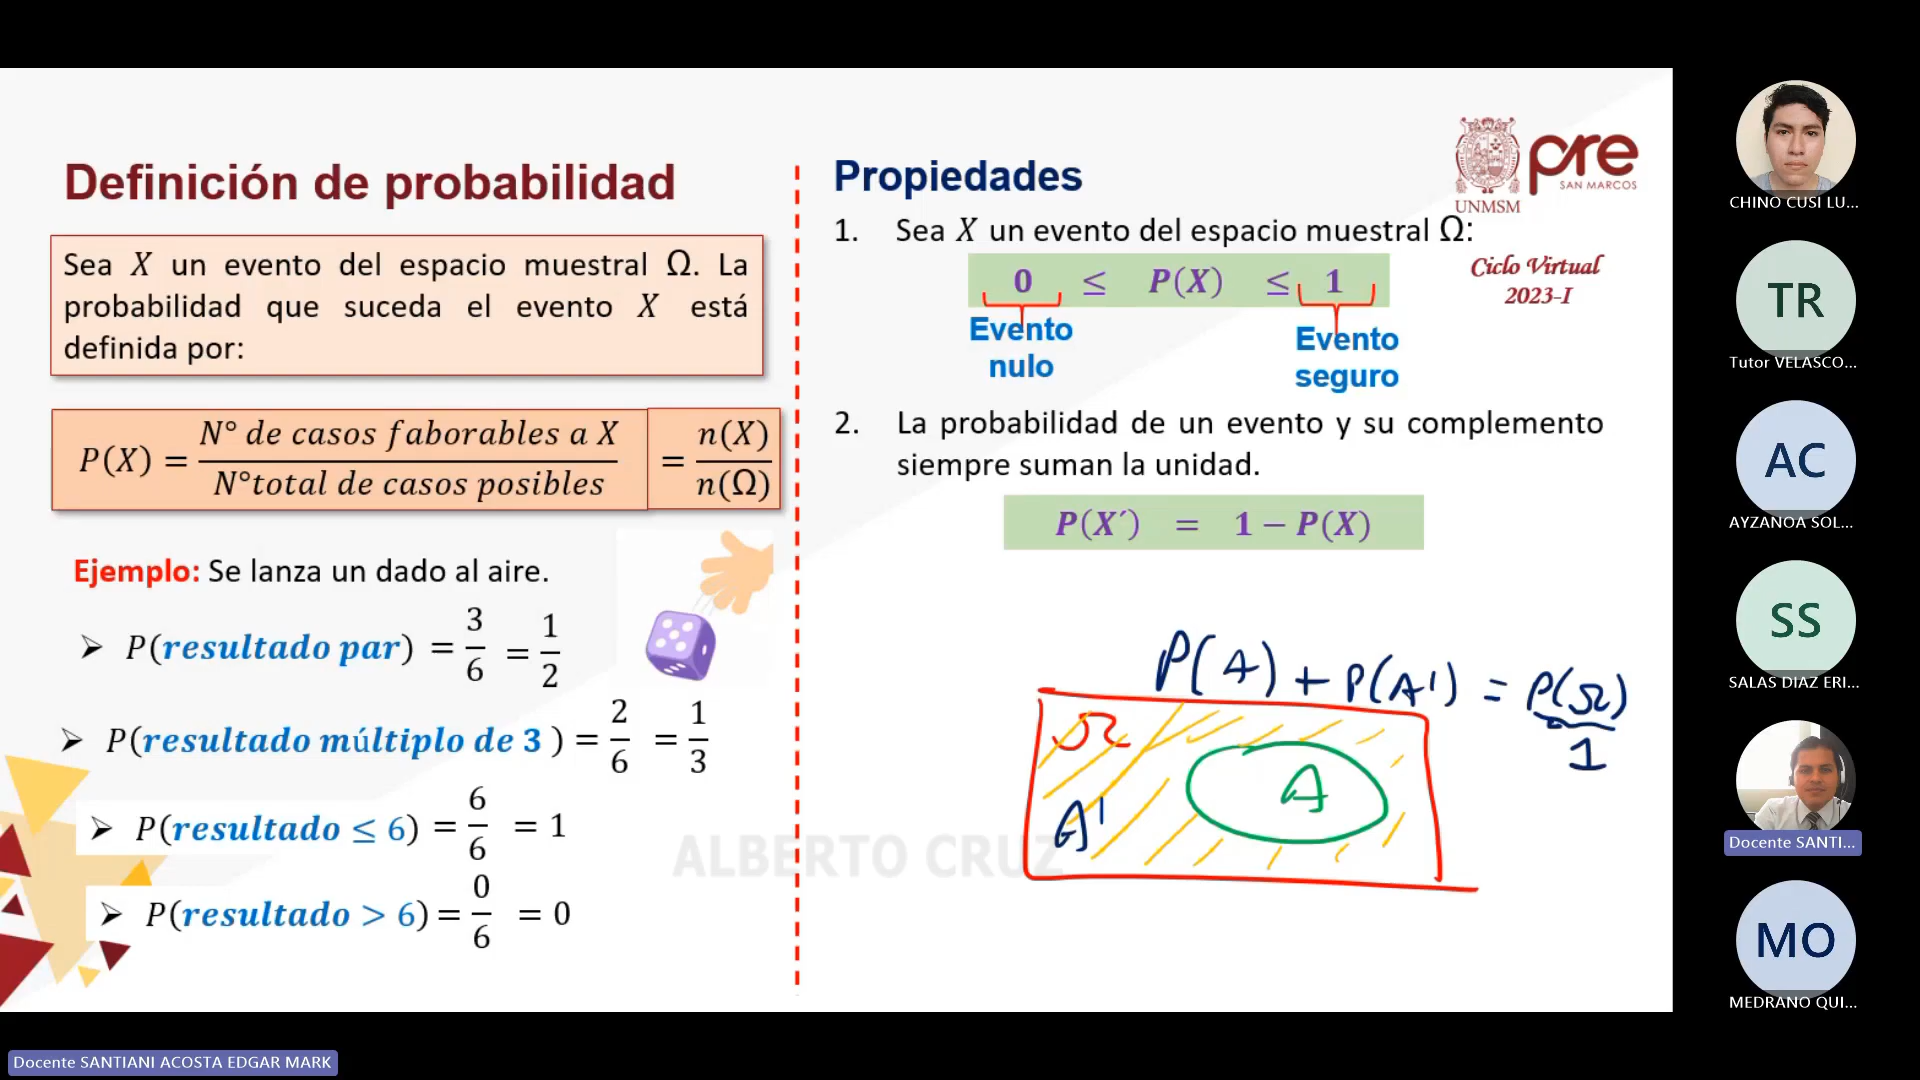 Definición de probabilidad
Sea X un evento del espacio muestral Ω. La
probabilidad que suceda el evento X está
definida por:
P(X) = N° de casos faborables a X / N°total de casos posibles = n(X) / n(Ω)
Ejemplo: Se lanza un dado al aire.
➢ P(resultado par) = 3/6 = 1/2
➢ P(resultado múltiplo de 3 ) = 2/6 = 1/3
➢ P(resultado ≤ 6) = 6/6 = 1
➢ P(resultado > 6) = 0/6 = 0
Propiedades
1. Sea X un evento del espacio muestral Ω:
0 ≤ P(X) ≤ 1
Evento
nulo
Evento
seguro
2. La probabilidad de un evento y su complemento
siempre suman la unidad.
P(X´) = 1 − P(X)
P(A) + P(A') = P(Ω)
1
Ω
A
A'
ALBERTO CRUZ
UNMSM
pre
SAN MARCOS
Ciclo Virtual
2023-I
CHINO CUSI LU...
TR
Tutor VELASCO...
AC
AYZANOA SOL...
SS
SALAS DIAZ ERI...
Docente SANTI...
MO
MEDRANO QUI...
Docente SANTIANI ACOSTA EDGAR MARK